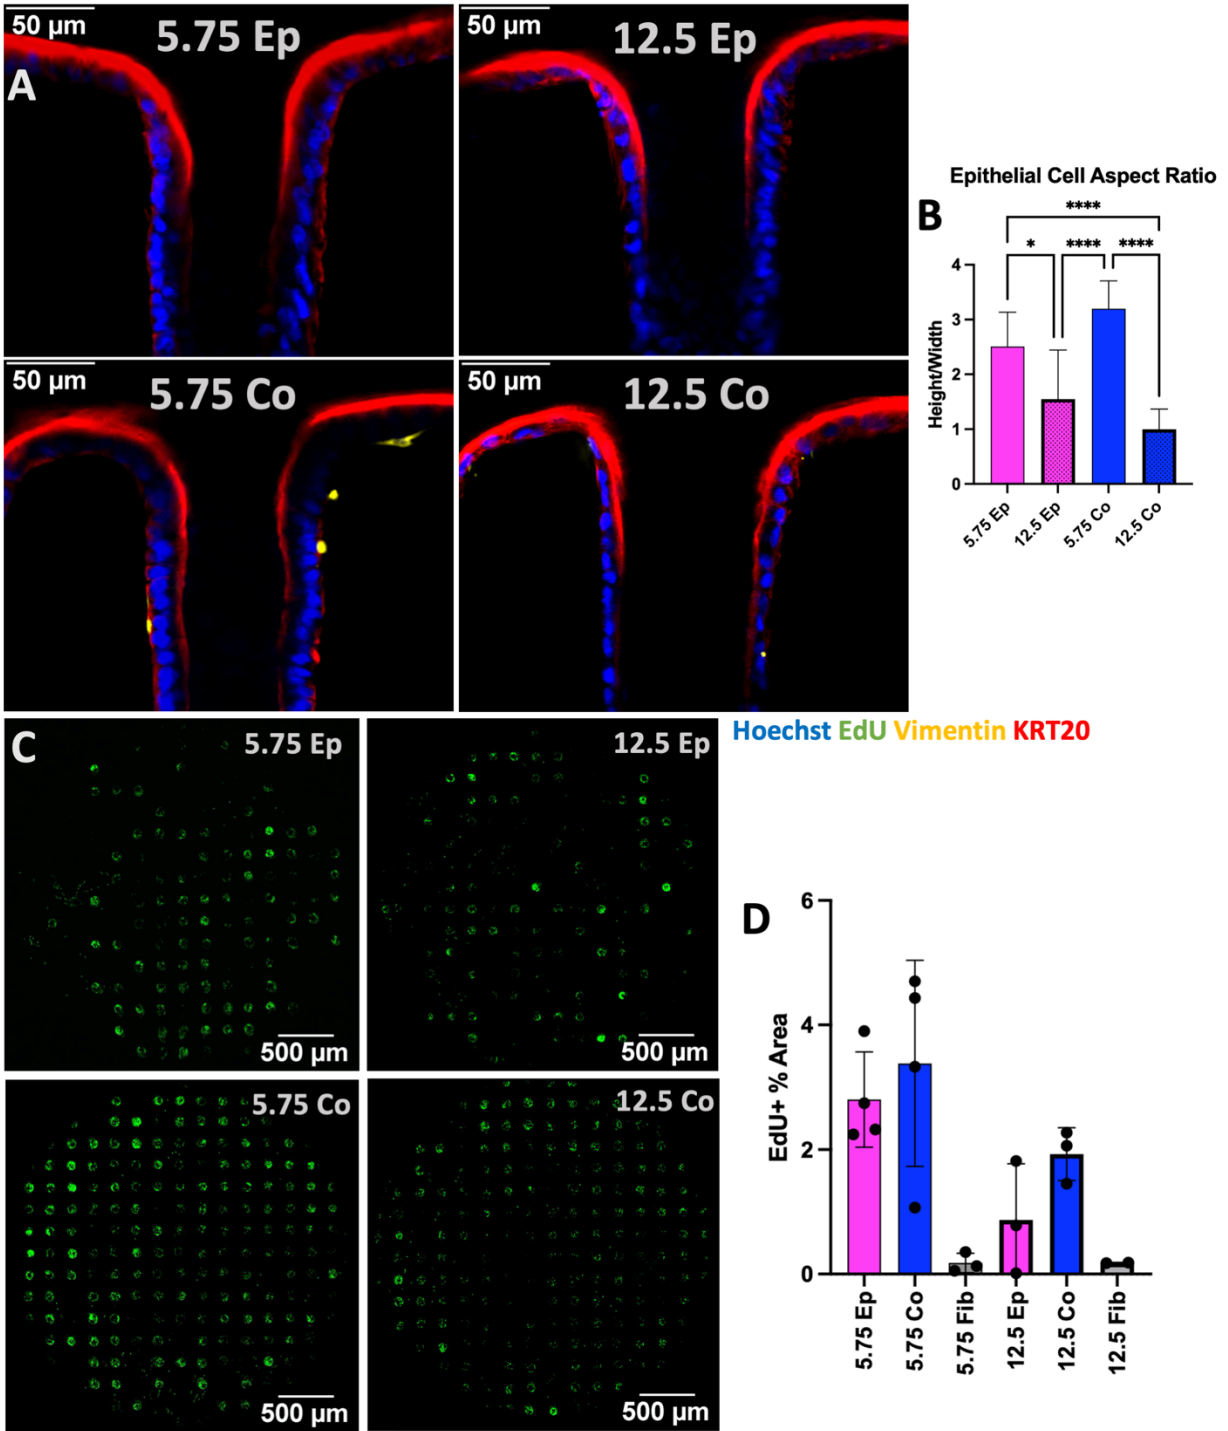 50 µm
5.75 Ep
A
50 µm
12.5 Ep
50 µm
5.75 Co
50 µm
12.5 Co
Epithelial Cell Aspect Ratio
B
****
* **** ****
4
3
2
1
0
Height/Width
5.75 Ep
12.5 Ep
5.75 Co
12.5 Co
Hoechst EdU Vimentin KRT20
C
5.75 Ep
500 µm
12.5 Ep
500 µm
5.75 Co
500 µm
12.5 Co
500 µm
D
6
4
2
0
EdU+ % Area
5.75 Ep
5.75 Co
5.75 Fib
12.5 Ep
12.5 Co
12.5 Fib